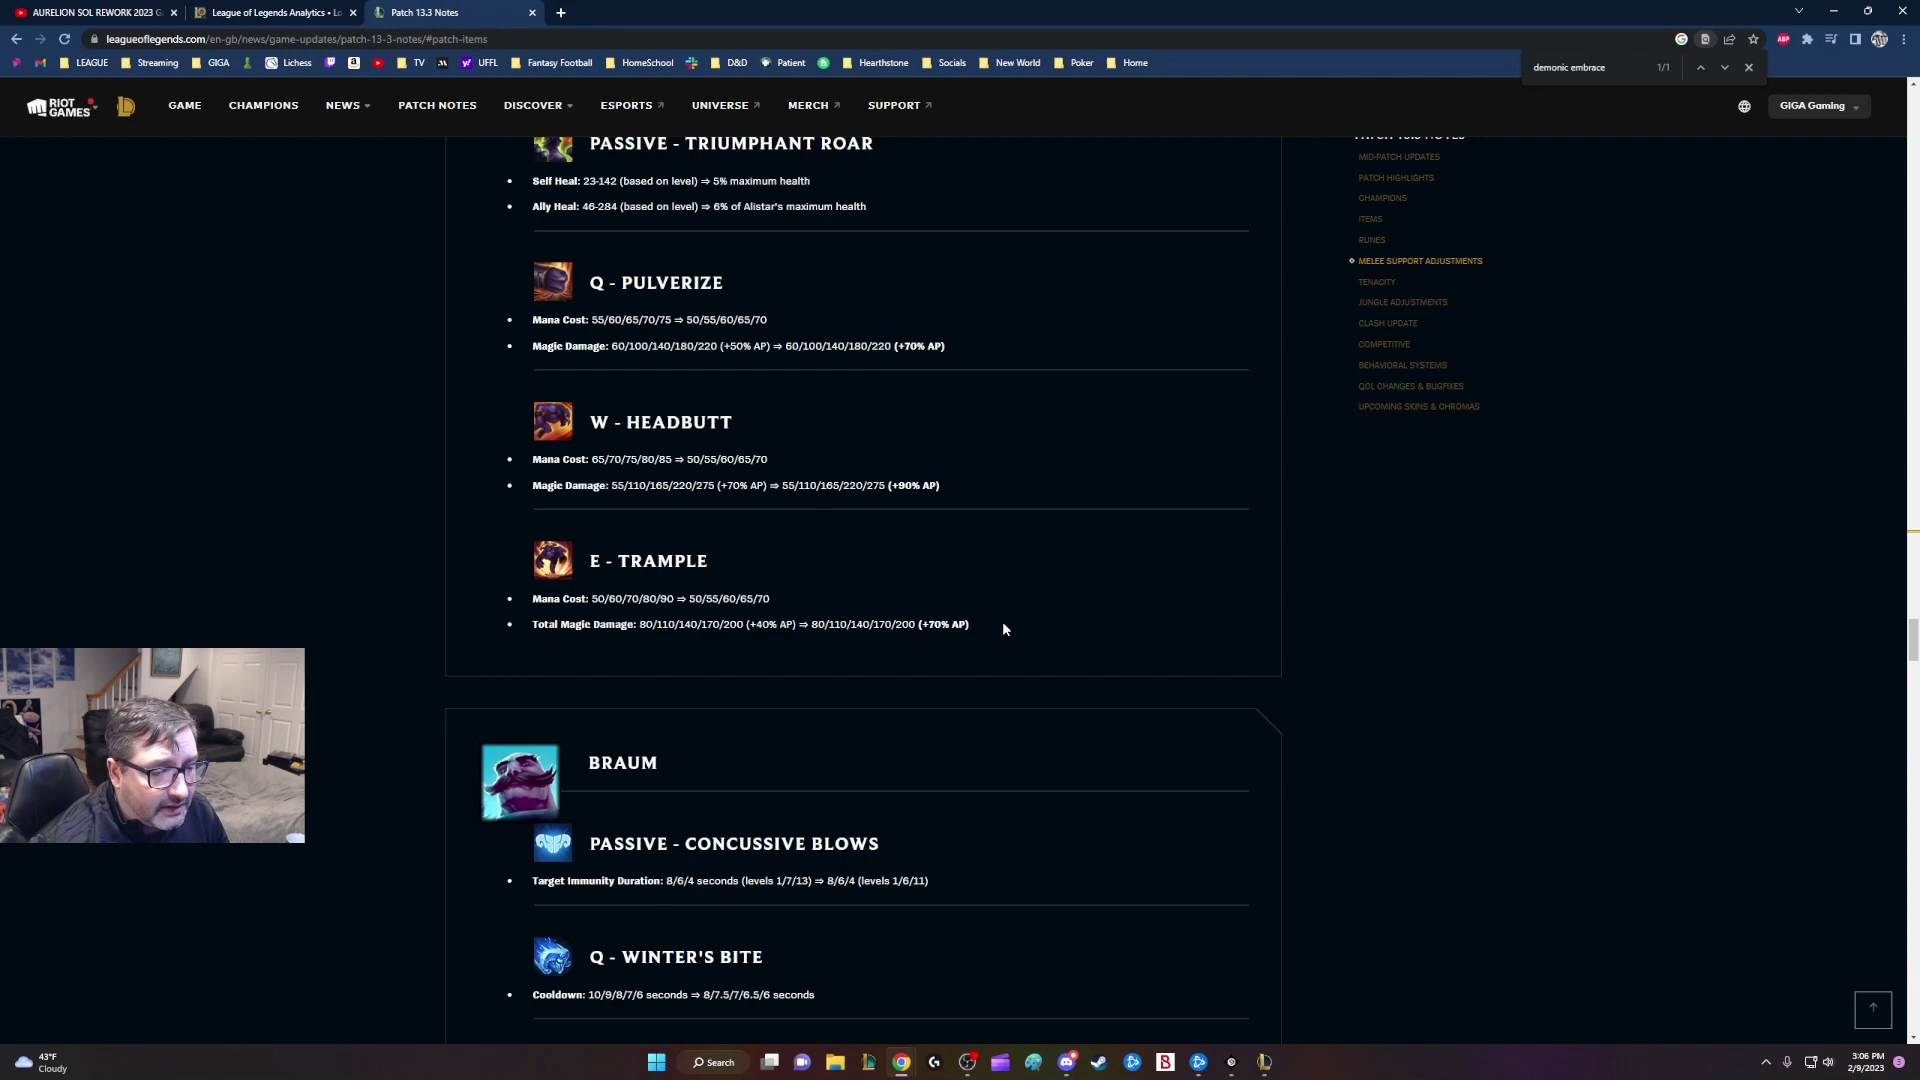 AURELION SOL REWORK 2023 G
League of Legends Analytics • Lo
Patch 13.3 Notes
leagueoflegends.com/en-gb/news/game-updates/patch-13-3-notes/#patch-items
LEAGUE
Streaming
GIGA
Lichess
TV
UFFL
Fantasy Football
HomeSchool
D&D
Patient
Hearthstone
Socials
New World
Poker
Home
demonic embrace
1/1
RIOT
GAMES
GAME
CHAMPIONS
NEWS
PATCH NOTES
DISCOVER
ESPORTS
UNIVERSE
MERCH
SUPPORT
GIGA Gaming
PASSIVE - TRIUMPHANT ROAR
Self Heal: 23-142 (based on level) ⇒ 5% maximum health
Ally Heal: 46-284 (based on level) ⇒ 6% of Alistar's maximum health
Q - PULVERIZE
Mana Cost: 55/60/65/70/75 ⇒ 50/55/60/65/70
Magic Damage: 60/100/140/180/220 (+50% AP) ⇒ 60/100/140/180/220 (+70% AP)
W - HEADBUTT
Mana Cost: 65/70/75/80/85 ⇒ 50/55/60/65/70
Magic Damage: 55/110/165/220/275 (+70% AP) ⇒ 55/110/165/220/275 (+90% AP)
E - TRAMPLE
Mana Cost: 50/60/70/80/90 ⇒ 50/55/60/65/70
Total Magic Damage: 80/110/140/170/200 (+40% AP) ⇒ 80/110/140/170/200 (+70% AP)
BRAUM
PASSIVE - CONCUSSIVE BLOWS
Target Immunity Duration: 8/6/4 seconds (levels 1/7/13) ⇒ 8/6/4 (levels 1/6/11)
Q - WINTER'S BITE
Cooldown: 10/9/8/7/6 seconds ⇒ 8/7.5/7/6.5/6 seconds
PATCH 13.3 NOTES
MID-PATCH UPDATES
PATCH HIGHLIGHTS
CHAMPIONS
ITEMS
RUNES
MELEE SUPPORT ADJUSTMENTS
TENACITY
JUNGLE ADJUSTMENTS
CLASH UPDATE
COMPETITIVE
BEHAVIORAL SYSTEMS
QOL CHANGES & BUGFIXES
UPCOMING SKINS & CHROMAS
43°F
Cloudy
Search
3:06 PM
2/9/2023
3